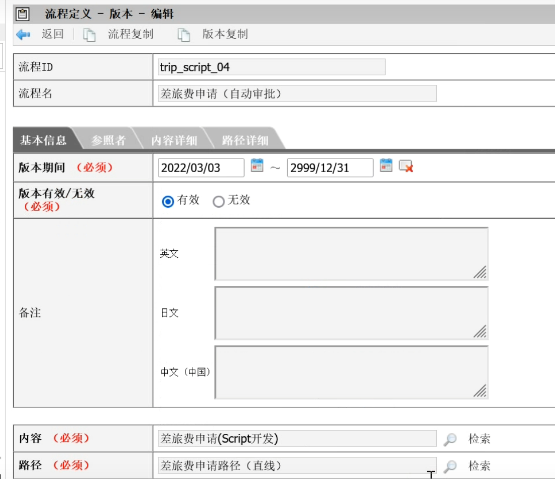 流程定义 - 版本 - 编辑
返回 流程复制 版本复制
流程ID trip_script_04
流程名 差旅费申请（自动审批）
基本信息 参照者 内容详细 路径详细
版本期间 （必须） 2022/03/03 ～ 2999/12/31
版本有效/无效
（必须） 有效 无效
英文
备注 日文
中文（中国）
内容 （必须） 差旅费申请(Script开发) 检索
路径 （必须） 差旅费申请路径（直线） 检索